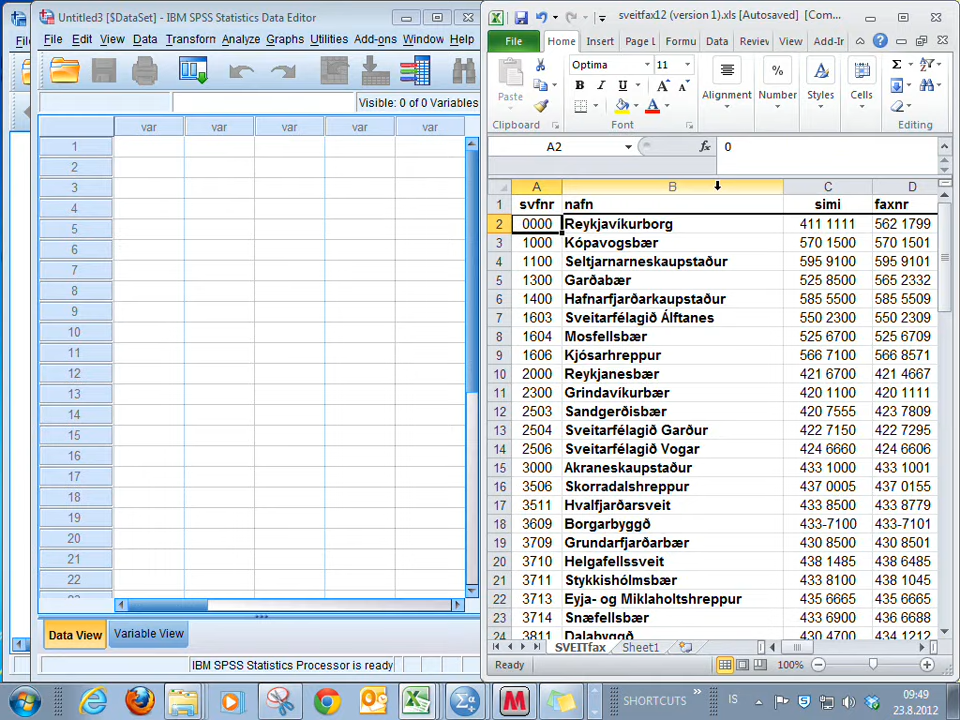 Untitled3 [$DataSet] - IBM SPSS Statistics Data Editor
File Edit View Data Transform Analyze Graphs Utilities Add-ons Window Help
Visible: 0 of 0 Variables
var var var var var
1
2
3
4
5
6
7
8
9
10
11
12
13
14
15
16
17
18
19
20
21
22
Data View Variable View
IBM SPSS Statistics Processor is ready
sveitfax12 (version 1).xls [Autosaved] [Com...
File Home Insert Page L Formu Data Review View Add-Ir
Paste
Optima 11
B I U
A A
A
%
Alignment Number Styles Cells
Clipboard Font Editing
A2 fx 0
A B C D
1 svfnr nafn simi faxnr
2 0000 Reykjavíkurborg 411 1111 562 1799
3 1000 Kópavogsbær 570 1500 570 1501
4 1100 Seltjarnarneskaupstaður 595 9100 595 9101
5 1300 Garðabær 525 8500 565 2332
6 1400 Hafnarfjarðarkaupstaður 585 5500 585 5509
7 1603 Sveitarfélagið Álftanes 550 2300 550 2309
8 1604 Mosfellsbær 525 6700 525 6709
9 1606 Kjósarhreppur 566 7100 566 8571
10 2000 Reykjanesbær 421 6700 421 4667
11 2300 Grindavíkurbær 420 1100 420 1111
12 2503 Sandgerðisbær 420 7555 423 7809
13 2504 Sveitarfélagið Garður 422 7150 422 7295
14 2506 Sveitarfélagið Vogar 424 6660 424 6606
15 3000 Akraneskaupstaður 433 1000 433 1001
16 3506 Skorradalshreppur 437 0005 437 0155
17 3511 Hvalfjarðarsveit 433 8500 433 8779
18 3609 Borgarbyggð 433-7100 433-7101
19 3709 Grundarfjarðarbær 430 8500 430 8501
20 3710 Helgafellssveit 438 1485 438 6485
21 3711 Stykkishólmsbær 433 8100 438 1045
22 3713 Eyja- og Miklaholtshreppur 435 6665 435 6665
23 3714 Snæfellsbær 433 6900 436 6688
24 3811 Dalabyggð 430 4700 434 1212
SVEITfax Sheet1
Ready 100%
SHORTCUTS » IS
09:49
23.8.2012